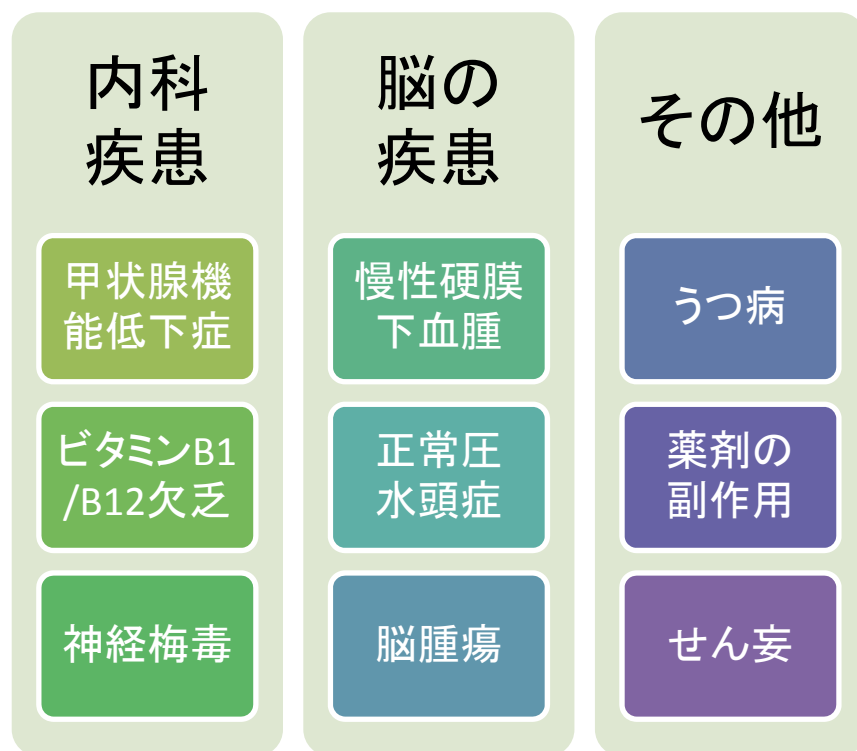 内科
疾患
甲状腺機
能低下症
ビタミンB1
/B12欠乏
神経梅毒
脳の
疾患
慢性硬膜
下血腫
正常圧
水頭症
脳腫瘍
その他
うつ病
薬剤の
副作用
せん妄